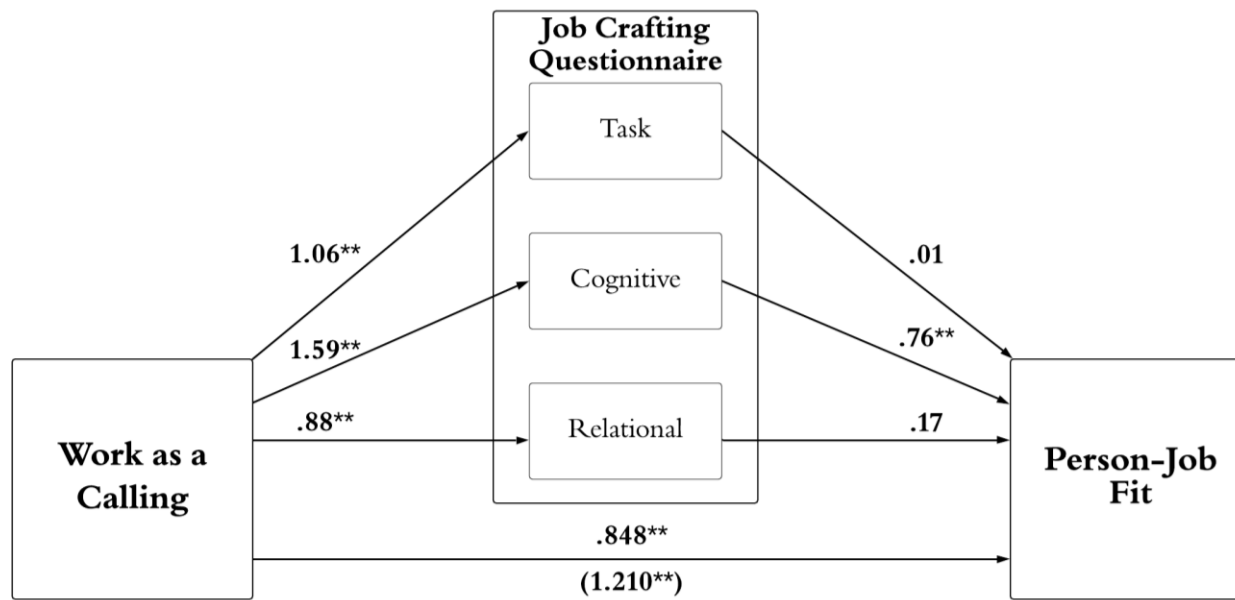 Job Crafting
Questionnaire
Task
1.06**
.01
Cognitive
1.59**
.76**
.88**
Relational
.17
Work as a
Calling
Person-Job
Fit
.848**
(1.210**)